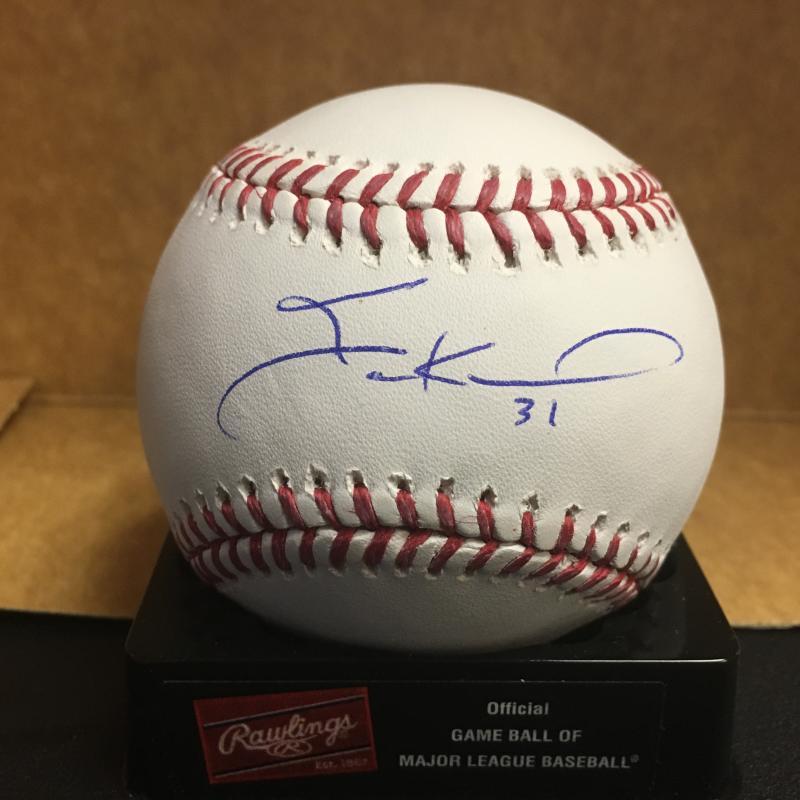 31
Rawlings
R
Est. 1887
Official
GAME BALL OF
MAJOR LEAGUE BASEBALL®